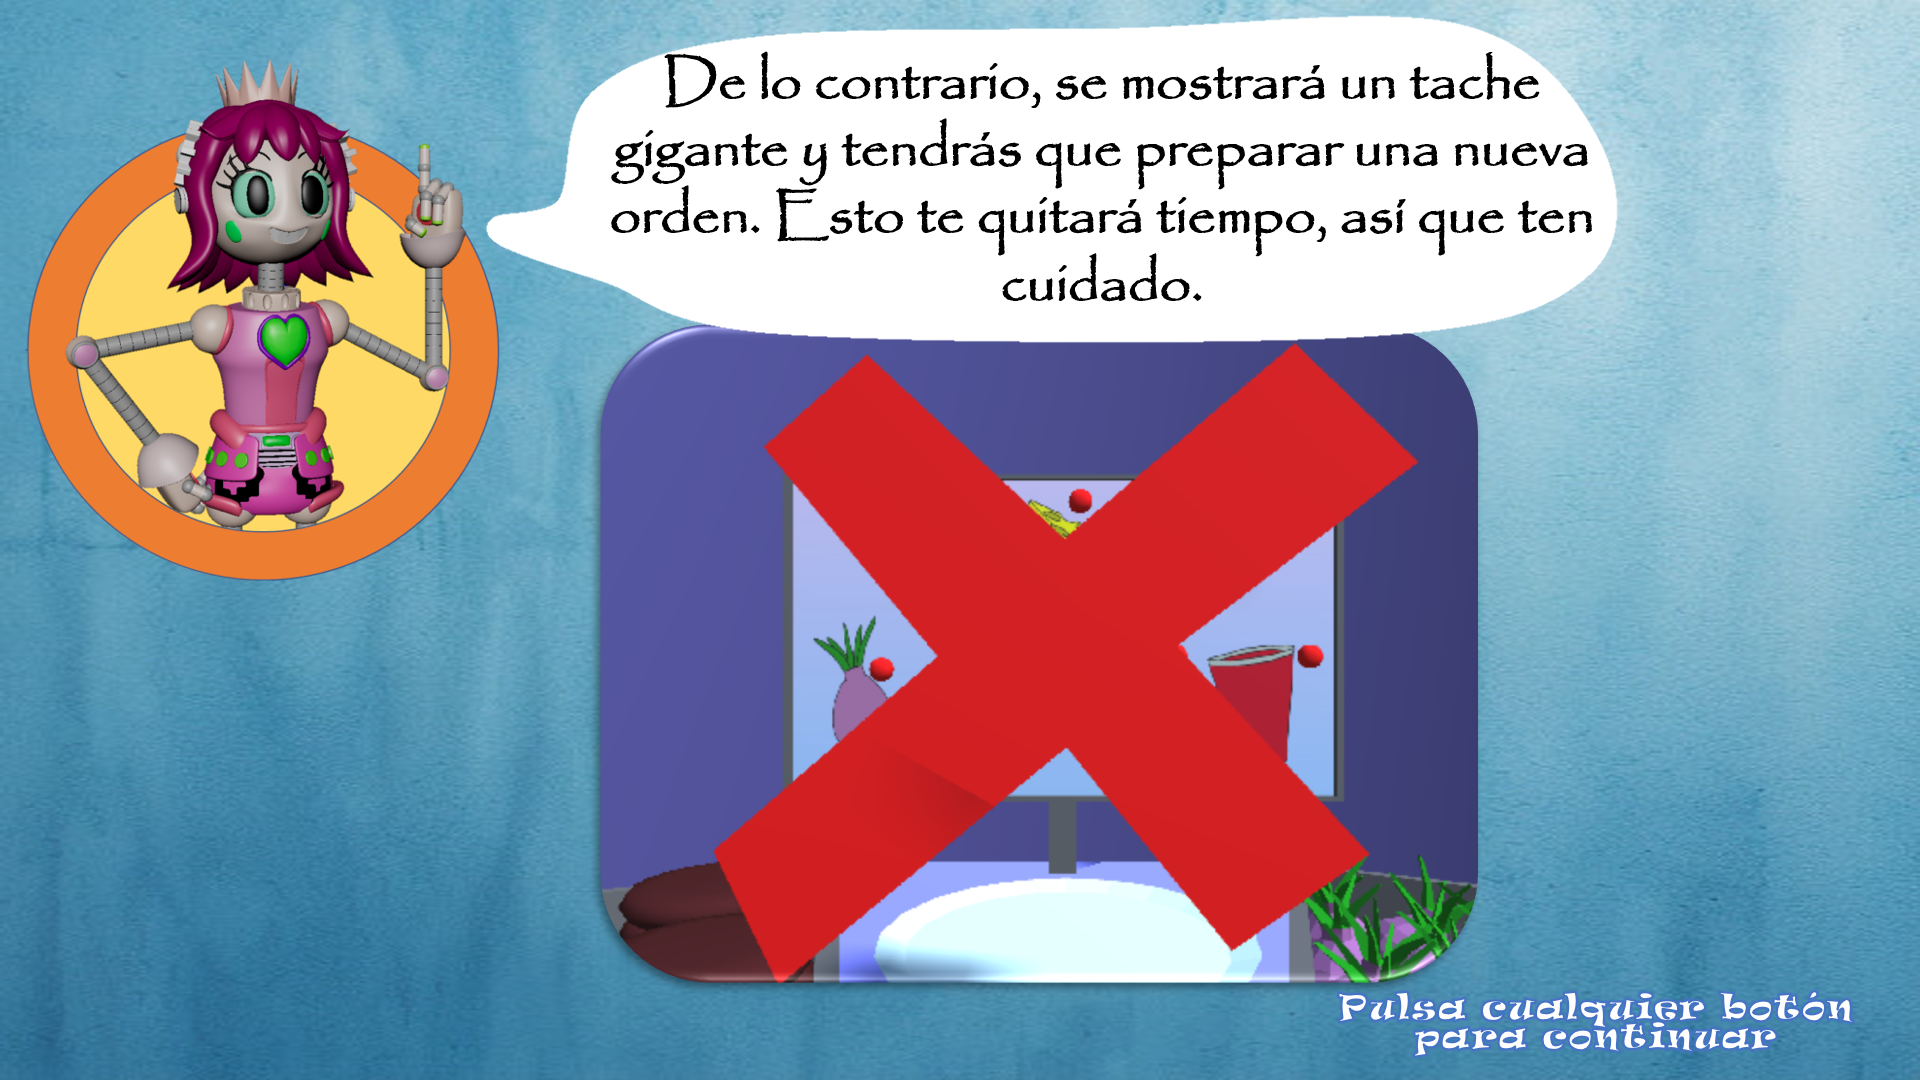 De lo contrario, se mostrará un tache
gigante y tendrás que preparar una nueva
orden. Esto te quitará tiempo, así que ten
cuidado.
Pulsa cualquier botón
para continuar